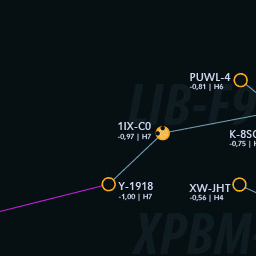 PUWL-4
-0,81 | H6
1IX-C0
-0,97 | H7
K-8SC
-0,75 | H
Y-1918
-1,00 | H7
XW-JHT
-0,56 | H4
XPBM-